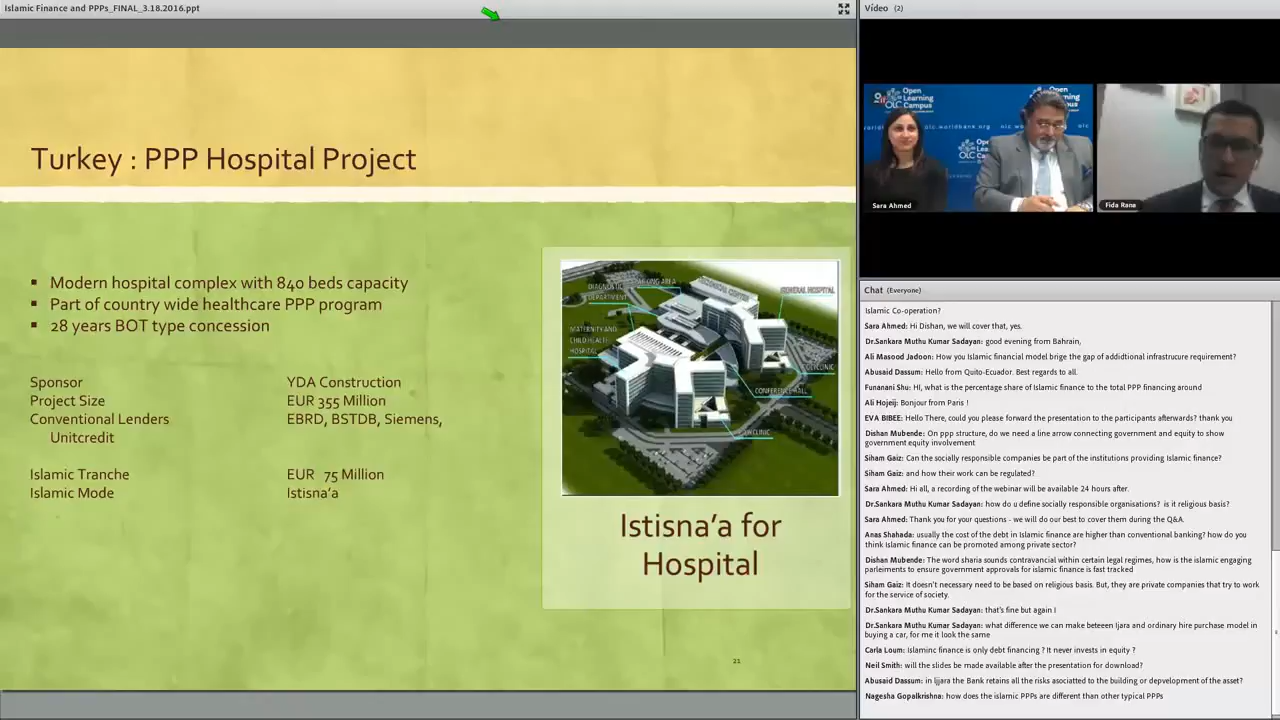 Islamic Finance and PPPs_FINAL_3.18.2016.ppt
Turkey : PPP Hospital Project
▪ Modern hospital complex with 840 beds capacity
▪ Part of country wide healthcare PPP program
▪ 28 years BOT type concession
Sponsor YDA Construction
Project Size EUR 355 Million
Conventional Lenders EBRD, BSTDB, Siemens,
Unitcredit
Islamic Tranche EUR 75 Million
Islamic Mode Istisna’a
DIAGNOSTIC
DEPARTMENT
PARKING AREA
GENERAL HOSPITAL
MATERNITY AND
CHILD HEALTH
HOSPITAL
CONFERENCE HALL
Istisna’a for
Hospital
21
Vídeo (2)
Open
Learning
Campus
olc.worldbank.org
OLC
Open
Learning
Campus
Sara Ahmed
Fida Rana
Chat (Everyone)
Islamic Co-operation?
Sara Ahmed: Hi Dishan, we will cover that, yes.
Dr.Sankara Muthu Kumar Sadayan: good evening from Bahrain,
Ali Masood Jadoon: How you Islamic financial model brige the gap of addidtional infrastrucure requirement?
Abusaid Dassum: Hello from Quito-Ecuador. Best regards to all.
Funanani Shu: HI, what is the percentage share of Islamic finance to the total PPP financing around
Ali Hojeij: Bonjour from Paris !
EVA BIBEE: Hello There, could you please forward the presentation to the participants afterwards? thank you
Dishan Mubende: On ppp structure, do we need a line arrow connecting government and equity to show
government equity involvement
Siham Gaiz: Can the socially responsible companies be part of the institutions providing Islamic finance?
Siham Gaiz: and how their work can be regulated?
Sara Ahmed: Hi all, a recording of the webinar will be available 24 hours after.
Dr.Sankara Muthu Kumar Sadayan: how do u define socially responsible organisations? is it religious basis?
Sara Ahmed: Thank you for your questions - we will do our best to cover them during the Q&A.
Anas Shahada: usually the cost of the debt in Islamic finance are higher than conventional banking? how do you
think Islamic finance can be promoted among private sector?
Dishan Mubende: The word sharia sounds contravancial within certain legal regimes, how is the islamic engaging
parleiments to ensure government approvals for islamic finance is fast tracked
Siham Gaiz: It doesn't necessary need to be based on religious basis. But, they are private companies that try to work
for the service of society.
Dr.Sankara Muthu Kumar Sadayan: that's fine but again i
Dr.Sankara Muthu Kumar Sadayan: what difference we can make beteeen Ijara and ordinary hire purchase model in
buying a car, for me it look the same
Carla Loum: Islaminc finance is only debt financing ? It never invests in equity ?
Neil Smith: will the slides be made available after the presentation for download?
Abusaid Dassum: in Ijjara the Bank retains all the risks asociatted to the building or depvelopment of the asset?
Nagesha Gopalkrishna: how does the islamic PPPs are different than other typical PPPs